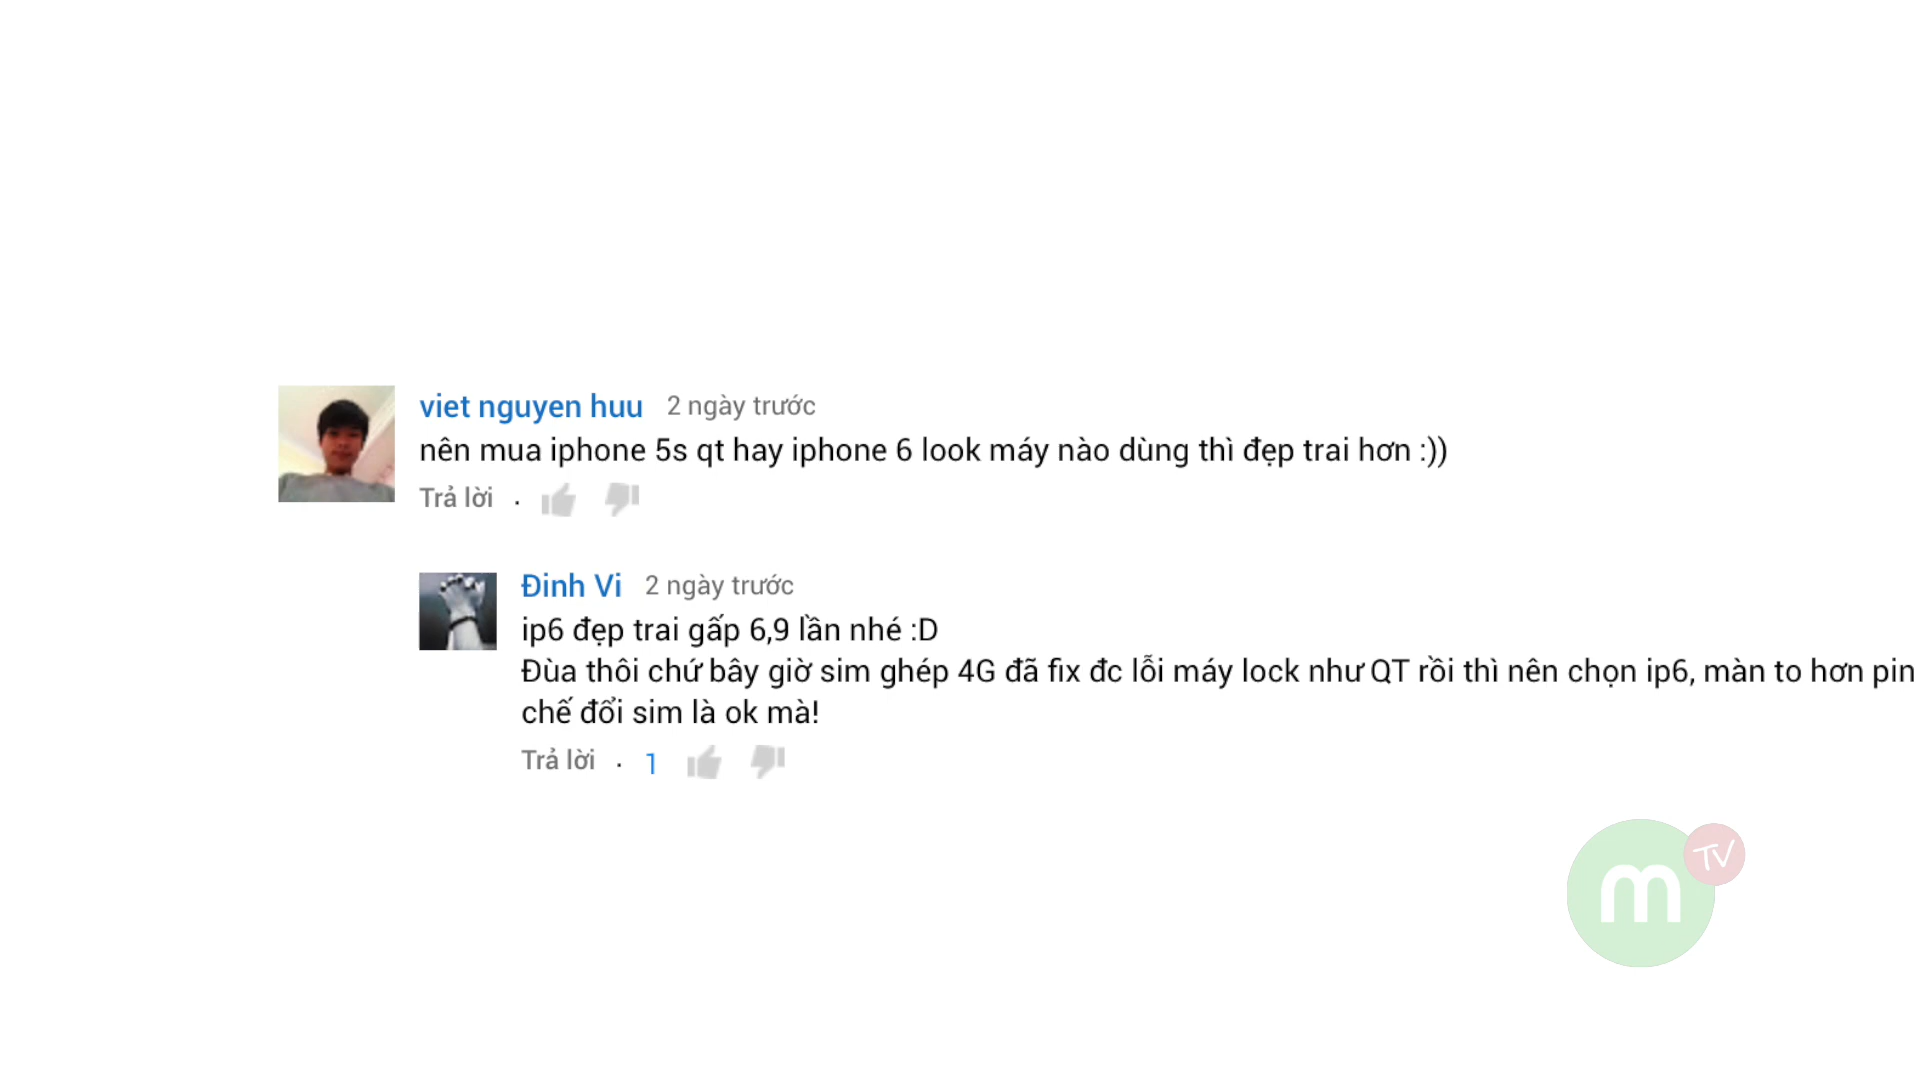 viet nguyen huu 2 ngày trước
nên mua iphone 5s qt hay iphone 6 look máy nào dùng thì đẹp trai hơn :))
Trả lời .
Đinh Vi 2 ngày trước
ip6 đẹp trai gấp 6,9 lần nhé :D
Đùa thôi chứ bây giờ sim ghép 4G đã fix đc lỗi máy lock như QT rồi thì nên chọn ip6, màn to hơn pin
chế đổi sim là ok mà!
Trả lời . 1
m TV